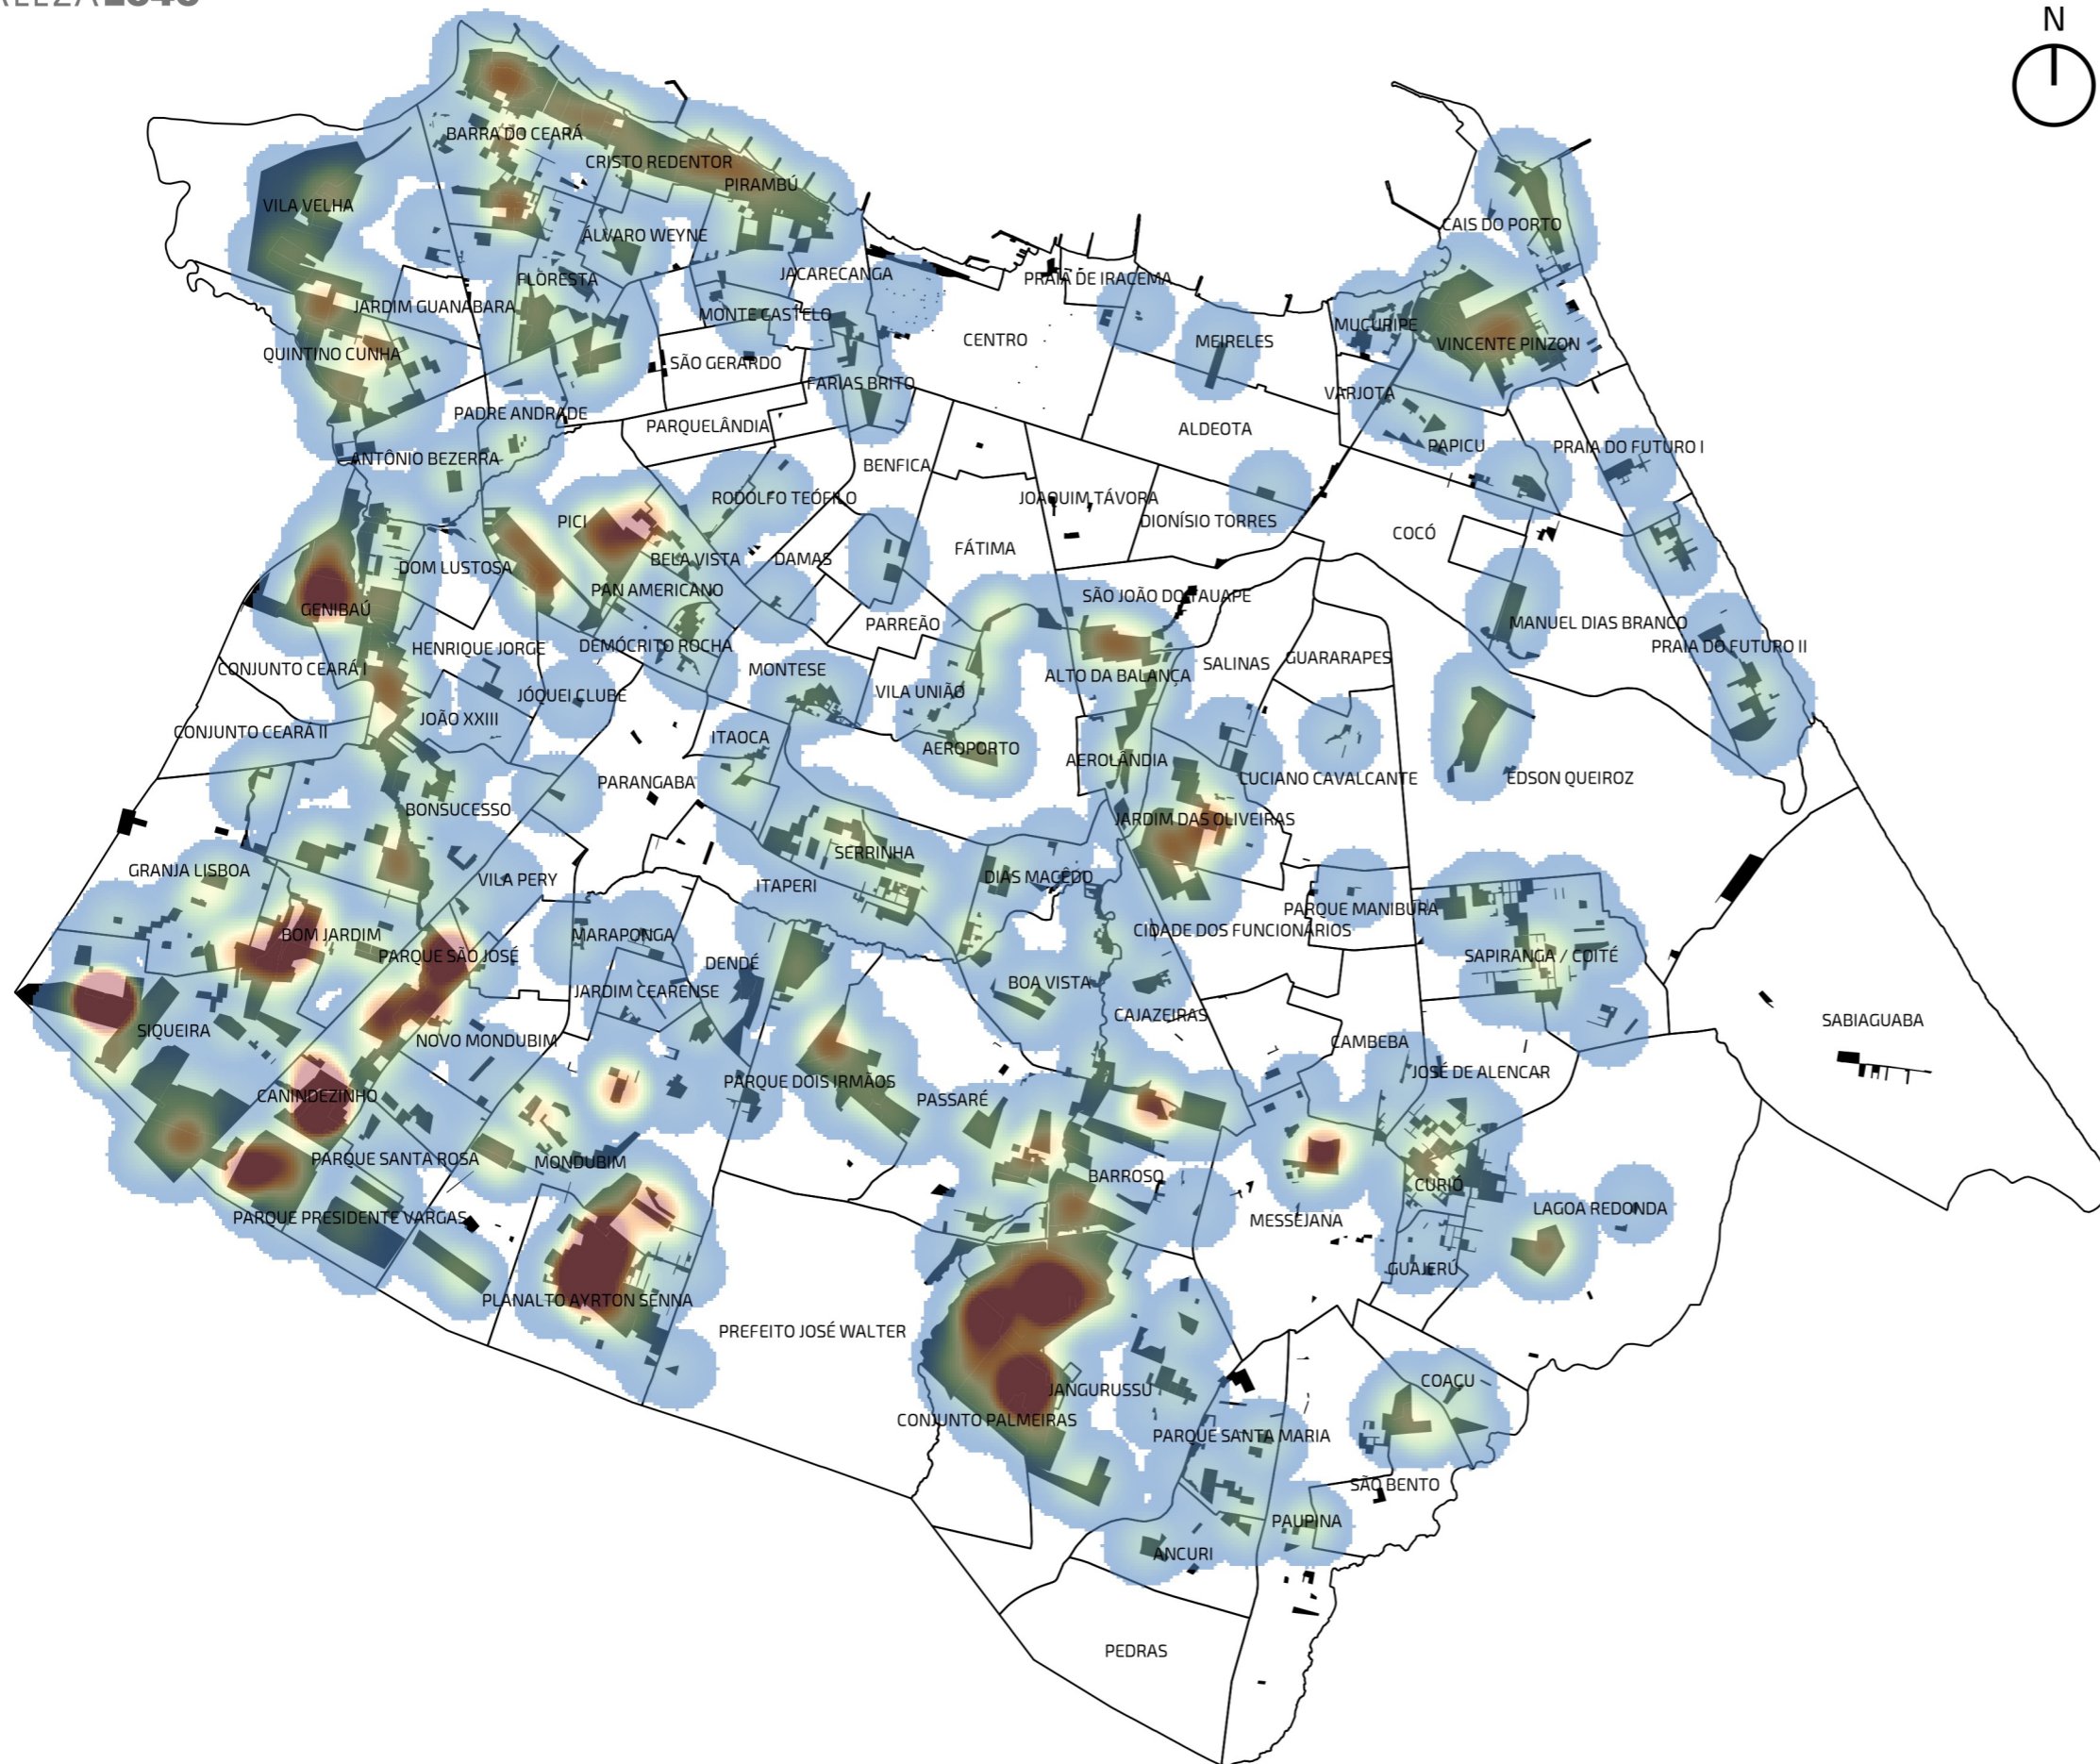 N
BARRA DO CEARÁ
CRISTO REDENTOR
PIRAMBÚ
VILA VELHA
CAIS DO PORTO
ÁLVARO WEYNE
JACARECANGA
PRAIA DE IRACEMA
FLORESTA
JARDIM GUANABARA
MONTE CASTELO
MUCURIPE
CENTRO
MEIRELES
VINCENTE PINZON
QUINTINO CUNHA
SÃO GERARDO
FARIAS BRITO
VARJOTA
PADRE ANDRADE
PARQUELÂNDIA
ALDEOTA
PAPICU
PRAIA DO FUTURO I
ANTÔNIO BEZERRA
BENFICA
RODOLFO TEÓFILO
JOAQUIM TÁVORA
DIONÍSIO TORRES
PICI
COCÓ
FÁTIMA
BELA VISTA
DAMAS
DOM LUSTOSA
PAN AMERICANO
SÃO JOÃO DO TAUAPE
GENIBAÚ
PARREÃO
MANUEL DIAS BRANCO
HENRIQUE JORGE
DEMÓCRITO ROCHA
PRAIA DO FUTURO II
CONJUNTO CEARÁ I
MONTESE
SALINAS
GUARARAPES
ALTO DA BALANÇA
JÓQUEI CLUBE
VILA UNIÃO
JOÃO XXIII
CONJUNTO CEARÁ II
ITAOCA
AEROPORTO
AEROLÂNDIA
PARANGABA
LUCIANO CAVALCANTE
EDSON QUEIROZ
BONSUCESSO
JARDIM DAS OLIVEIRAS
SERRINHA
GRANJA LISBOA
VILA PERY
ITAPERI
DIAS MACÊDO
PARQUE MANIBURA
BOM JARDIM
MARAPONGA
CIDADE DOS FUNCIONÁRIOS
PARQUE SÃO JOSÉ
DENDÊ
SAPIRANGA / COITÉ
JARDIM CEARENSE
BOA VISTA
CAJAZEIRAS
SIQUEIRA
SABIAGUABA
NOVO MONDUBIM
CAMBEBA
PARQUE DOIS IRMÃOS
JOSÉ DE ALENCAR
CANINDEZINHO
PASSARÉ
PARQUE SANTA ROSA
MONDUBIM
BARROSO
CURIÓ
LAGOA REDONDA
PARQUE PRESIDENTE VARGAS
MESSEJANA
GUAJERÚ
PLANALTO AYRTON SENNA
PREFEITO JOSÉ WALTER
COAÇU
JANGURUSSU
CONJUNTO PALMEIRAS
PARQUE SANTA MARIA
SÃO BENTO
PAUPINA
ANCURI
PEDRAS